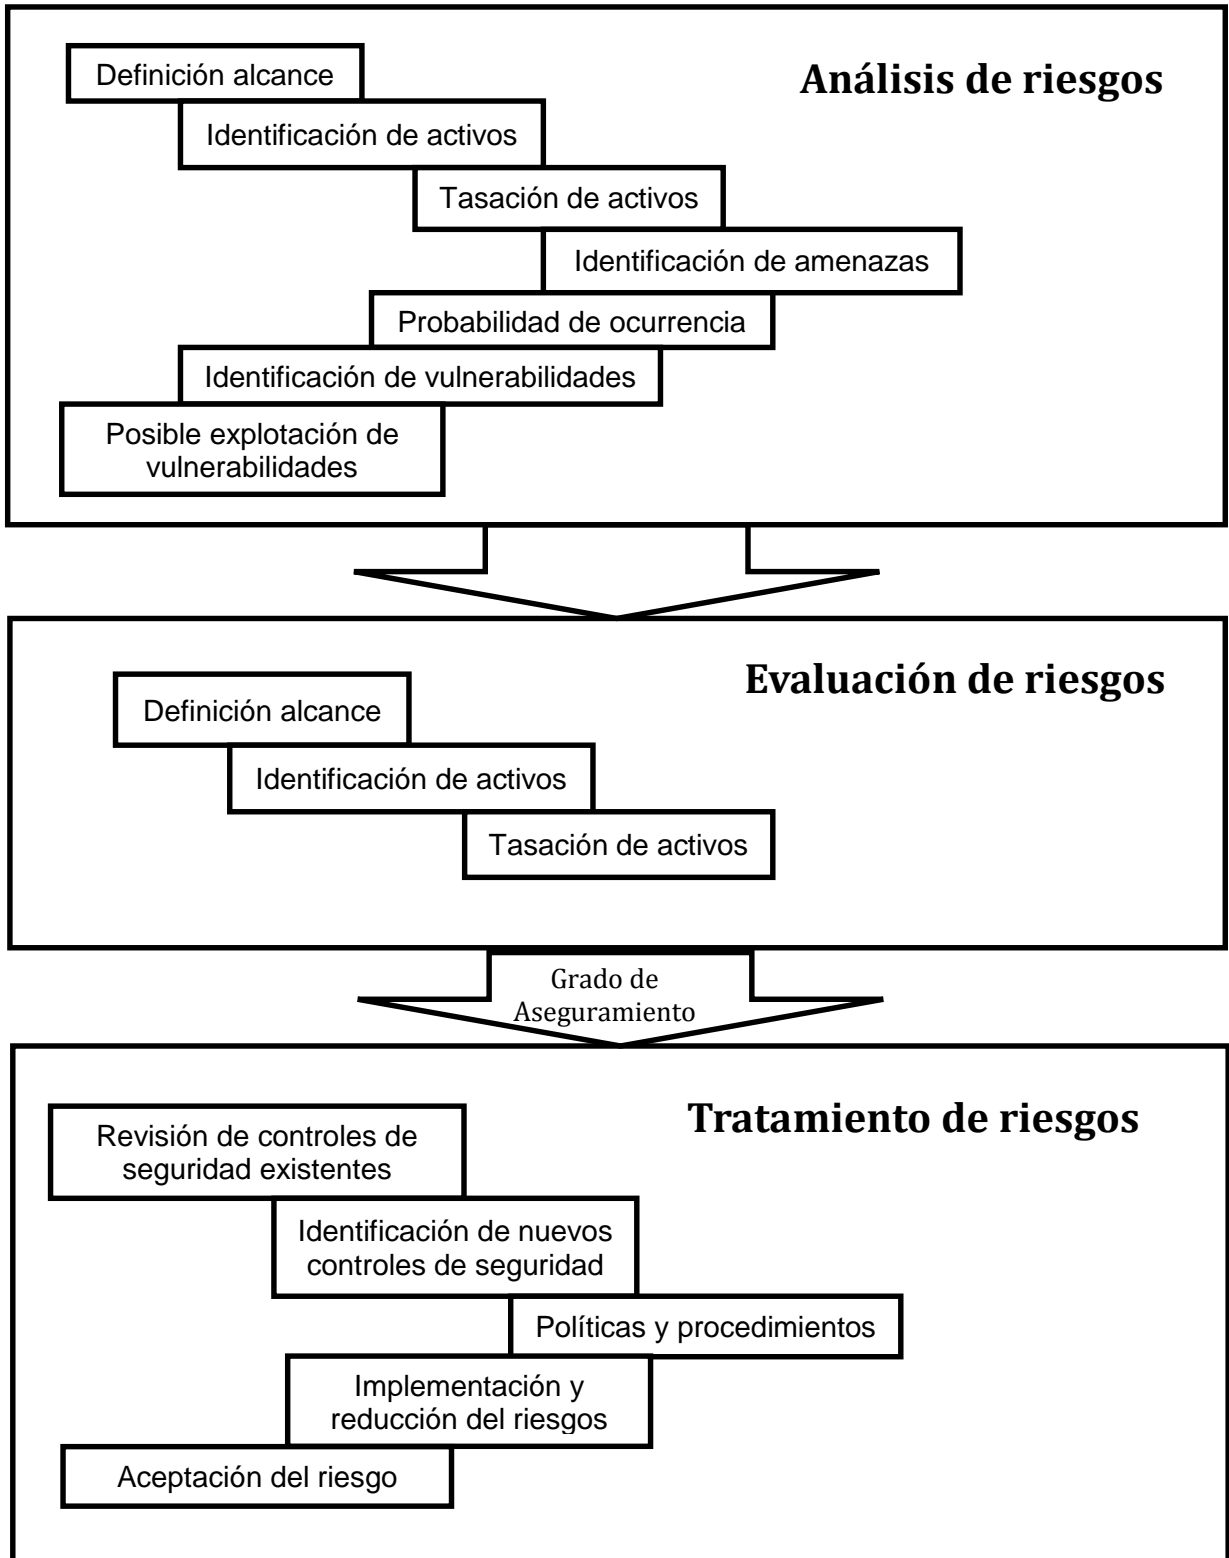 Análisis de riesgos
Definición alcance
Identificación de activos
Tasación de activos
Identificación de amenazas
Probabilidad de ocurrencia
Identificación de vulnerabilidades
Posible explotación de
vulnerabilidades
Evaluación de riesgos
Definición alcance
Identificación de activos
Tasación de activos
Grado de
Aseguramiento
Tratamiento de riesgos
Revisión de controles de
seguridad existentes
Identificación de nuevos
controles de seguridad
Políticas y procedimientos
Implementación y
reducción del riesgos
Aceptación del riesgo